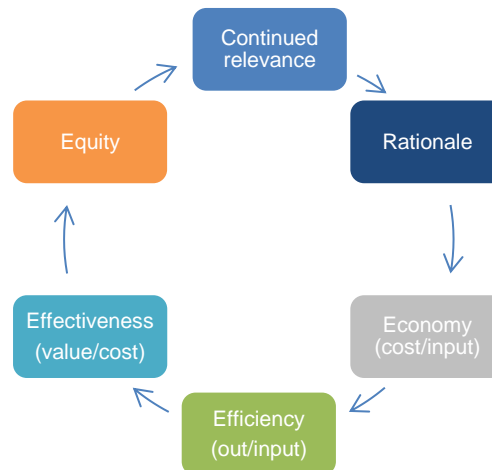 Continued
relevance
Rationale
Economy
(cost/input)
Efficiency
(out/input)
Effectiveness
(value/cost)
Equity